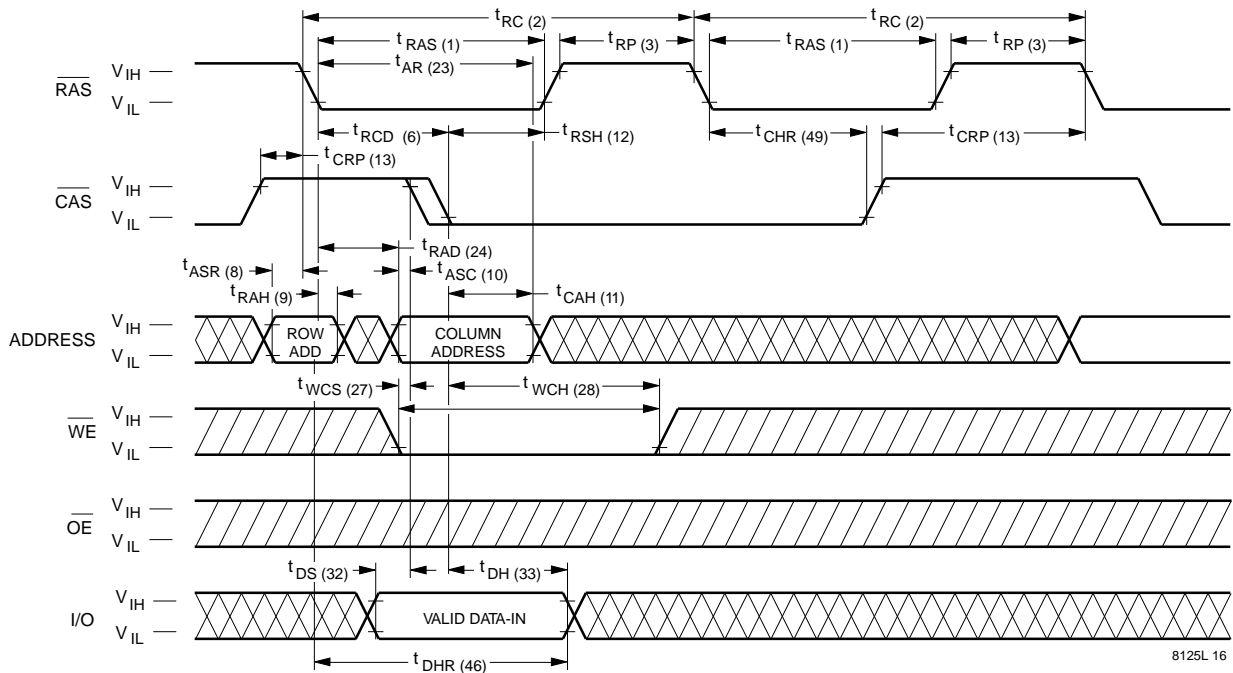 t RC (2) t RC (2)
t RAS (1) t RP (3) t RAS (1) t RP (3)
t AR (23)
RAS V IH
V IL
t RCD (6) t RSH (12) t CHR (49) t CRP (13)
t CRP (13)
CAS V IH
V IL
t RAD (24)
t ASR (8) t ASC (10)
t RAH (9) t CAH (11)
ADDRESS V IH ROW ADD COLUMN ADDRESS
V IL
t WCS (27) t WCH (28)
WE V IH
V IL
OE V IH
V IL
t DS (32) t DH (33)
I/O V IH VALID DATA-IN
V IL
t DHR (46)
8125L 16